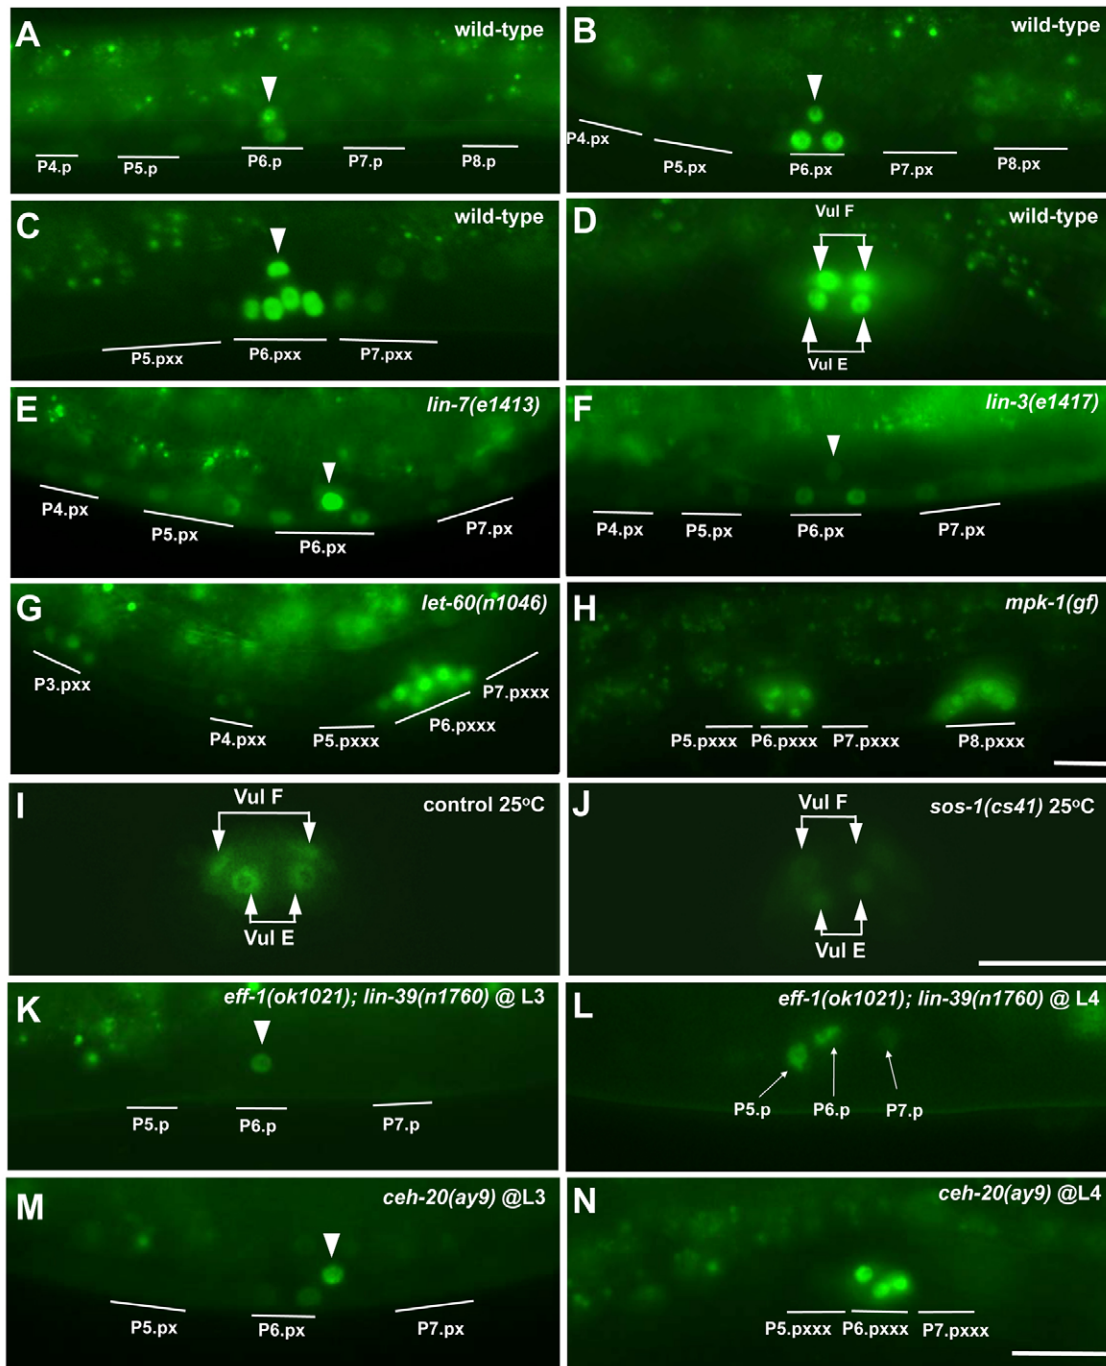 A
wild-type
P4.p
P5.p
P6.p
P7.p
P8.p
B
wild-type
P4.px
P5.px
P6.px
P7.px
P8.px
C
wild-type
P5.pxx
P6.pxx
P7.pxx
D
wild-type
Vul F
Vul E
E
lin-7(e1413)
P4.px
P5.px
P6.px
P7.px
F
lin-3(e1417)
P4.px
P5.px
P6.px
P7.px
G
let-60(n1046)
P3.pxx
P4.pxx
P5.pxxx
P6.pxxx
P7.pxxx
H
mpk-1(gf)
P5.pxxx
P6.pxxx
P7.pxxx
P8.pxxx
I
control 25°C
Vul F
Vul E
J
sos-1(cs41) 25°C
Vul F
Vul E
K
eff-1(ok1021); lin-39(n1760) @ L3
P5.p
P6.p
P7.p
L
eff-1(ok1021); lin-39(n1760) @ L4
P5.p
P6.p
P7.p
M
ceh-20(ay9) @L3
P5.px
P6.px
P7.px
N
ceh-20(ay9) @L4
P5.pxxx
P6.pxxx
P7.pxxx